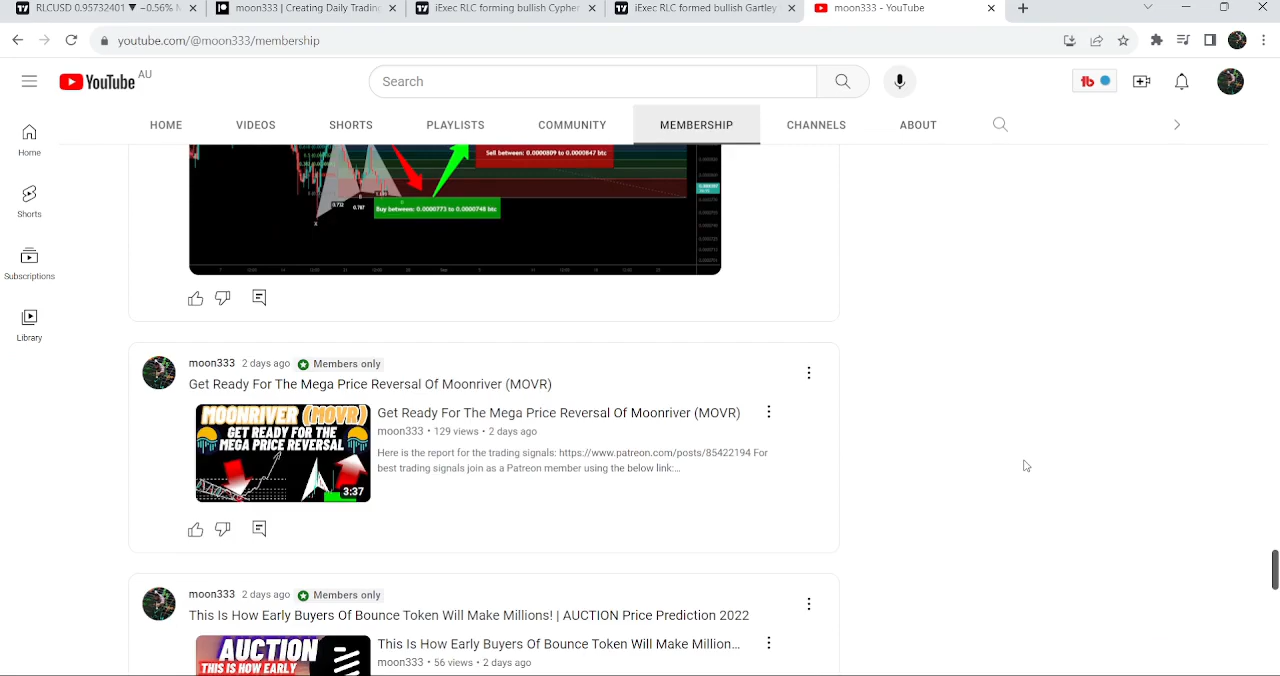 RLCUSD 0.95732401 ▼ −0.56%
moon333 | Creating Daily Trading
iExec RLC forming bullish Cypher
iExec RLC formed bullish Gartley
moon333 - YouTube
youtube.com/@moon333/membership
YouTube AU
Search
HOME VIDEOS SHORTS PLAYLISTS COMMUNITY MEMBERSHIP CHANNELS ABOUT
Home
Shorts
Subscriptions
Library
Sell between: 0.0000809 to 0.0000847 btc
0.732
0.787
Buy between: 0.0000773 to 0.0000748 btc
X
moon333 2 days ago Members only
Get Ready For The Mega Price Reversal Of Moonriver (MOVR)
MOONRIVER (MOVR)
GET READY FOR THE
MEGA PRICE REVERSAL
3:37
Get Ready For The Mega Price Reversal Of Moonriver (MOVR)
moon333 • 129 views • 2 days ago
Here is the report for the trading signals: https://www.patreon.com/posts/85422194 For
best trading signals join as a Patreon member using the below link:...
moon333 2 days ago Members only
This Is How Early Buyers Of Bounce Token Will Make Millions! | AUCTION Price Prediction 2022
AUCTION
THIS IS HOW EARLY
This Is How Early Buyers Of Bounce Token Will Make Million...
moon333 • 56 views • 2 days ago